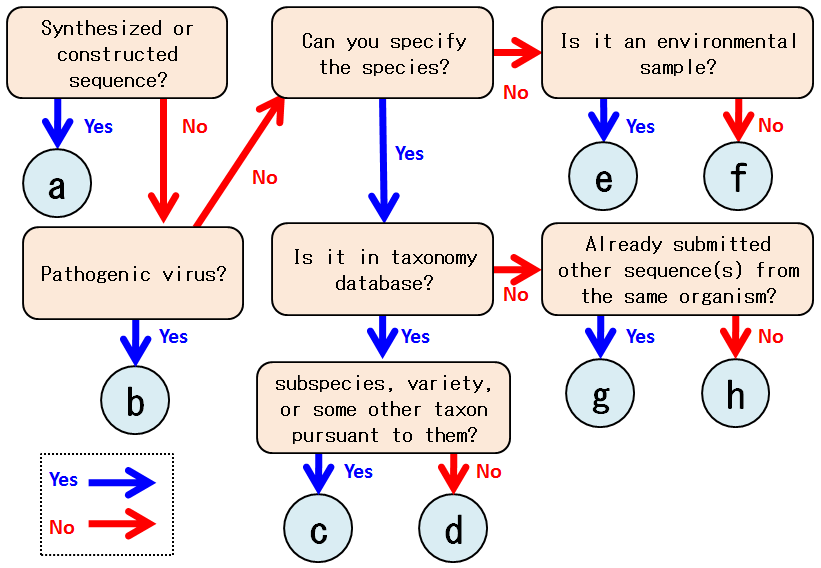 Synthesized or
constructed
sequence?
Yes
No
a
Pathogenic virus?
Yes
No
b
Can you specify
the species?
Yes
No
Is it an environmental
sample?
Yes
No
e
f
Is it in taxonomy
database?
Yes
No
Already submitted
other sequence(s) from
the same organism?
Yes
No
g
h
subspecies, variety,
or some other taxon
pursuant to them?
Yes
No
c
d
Yes
No